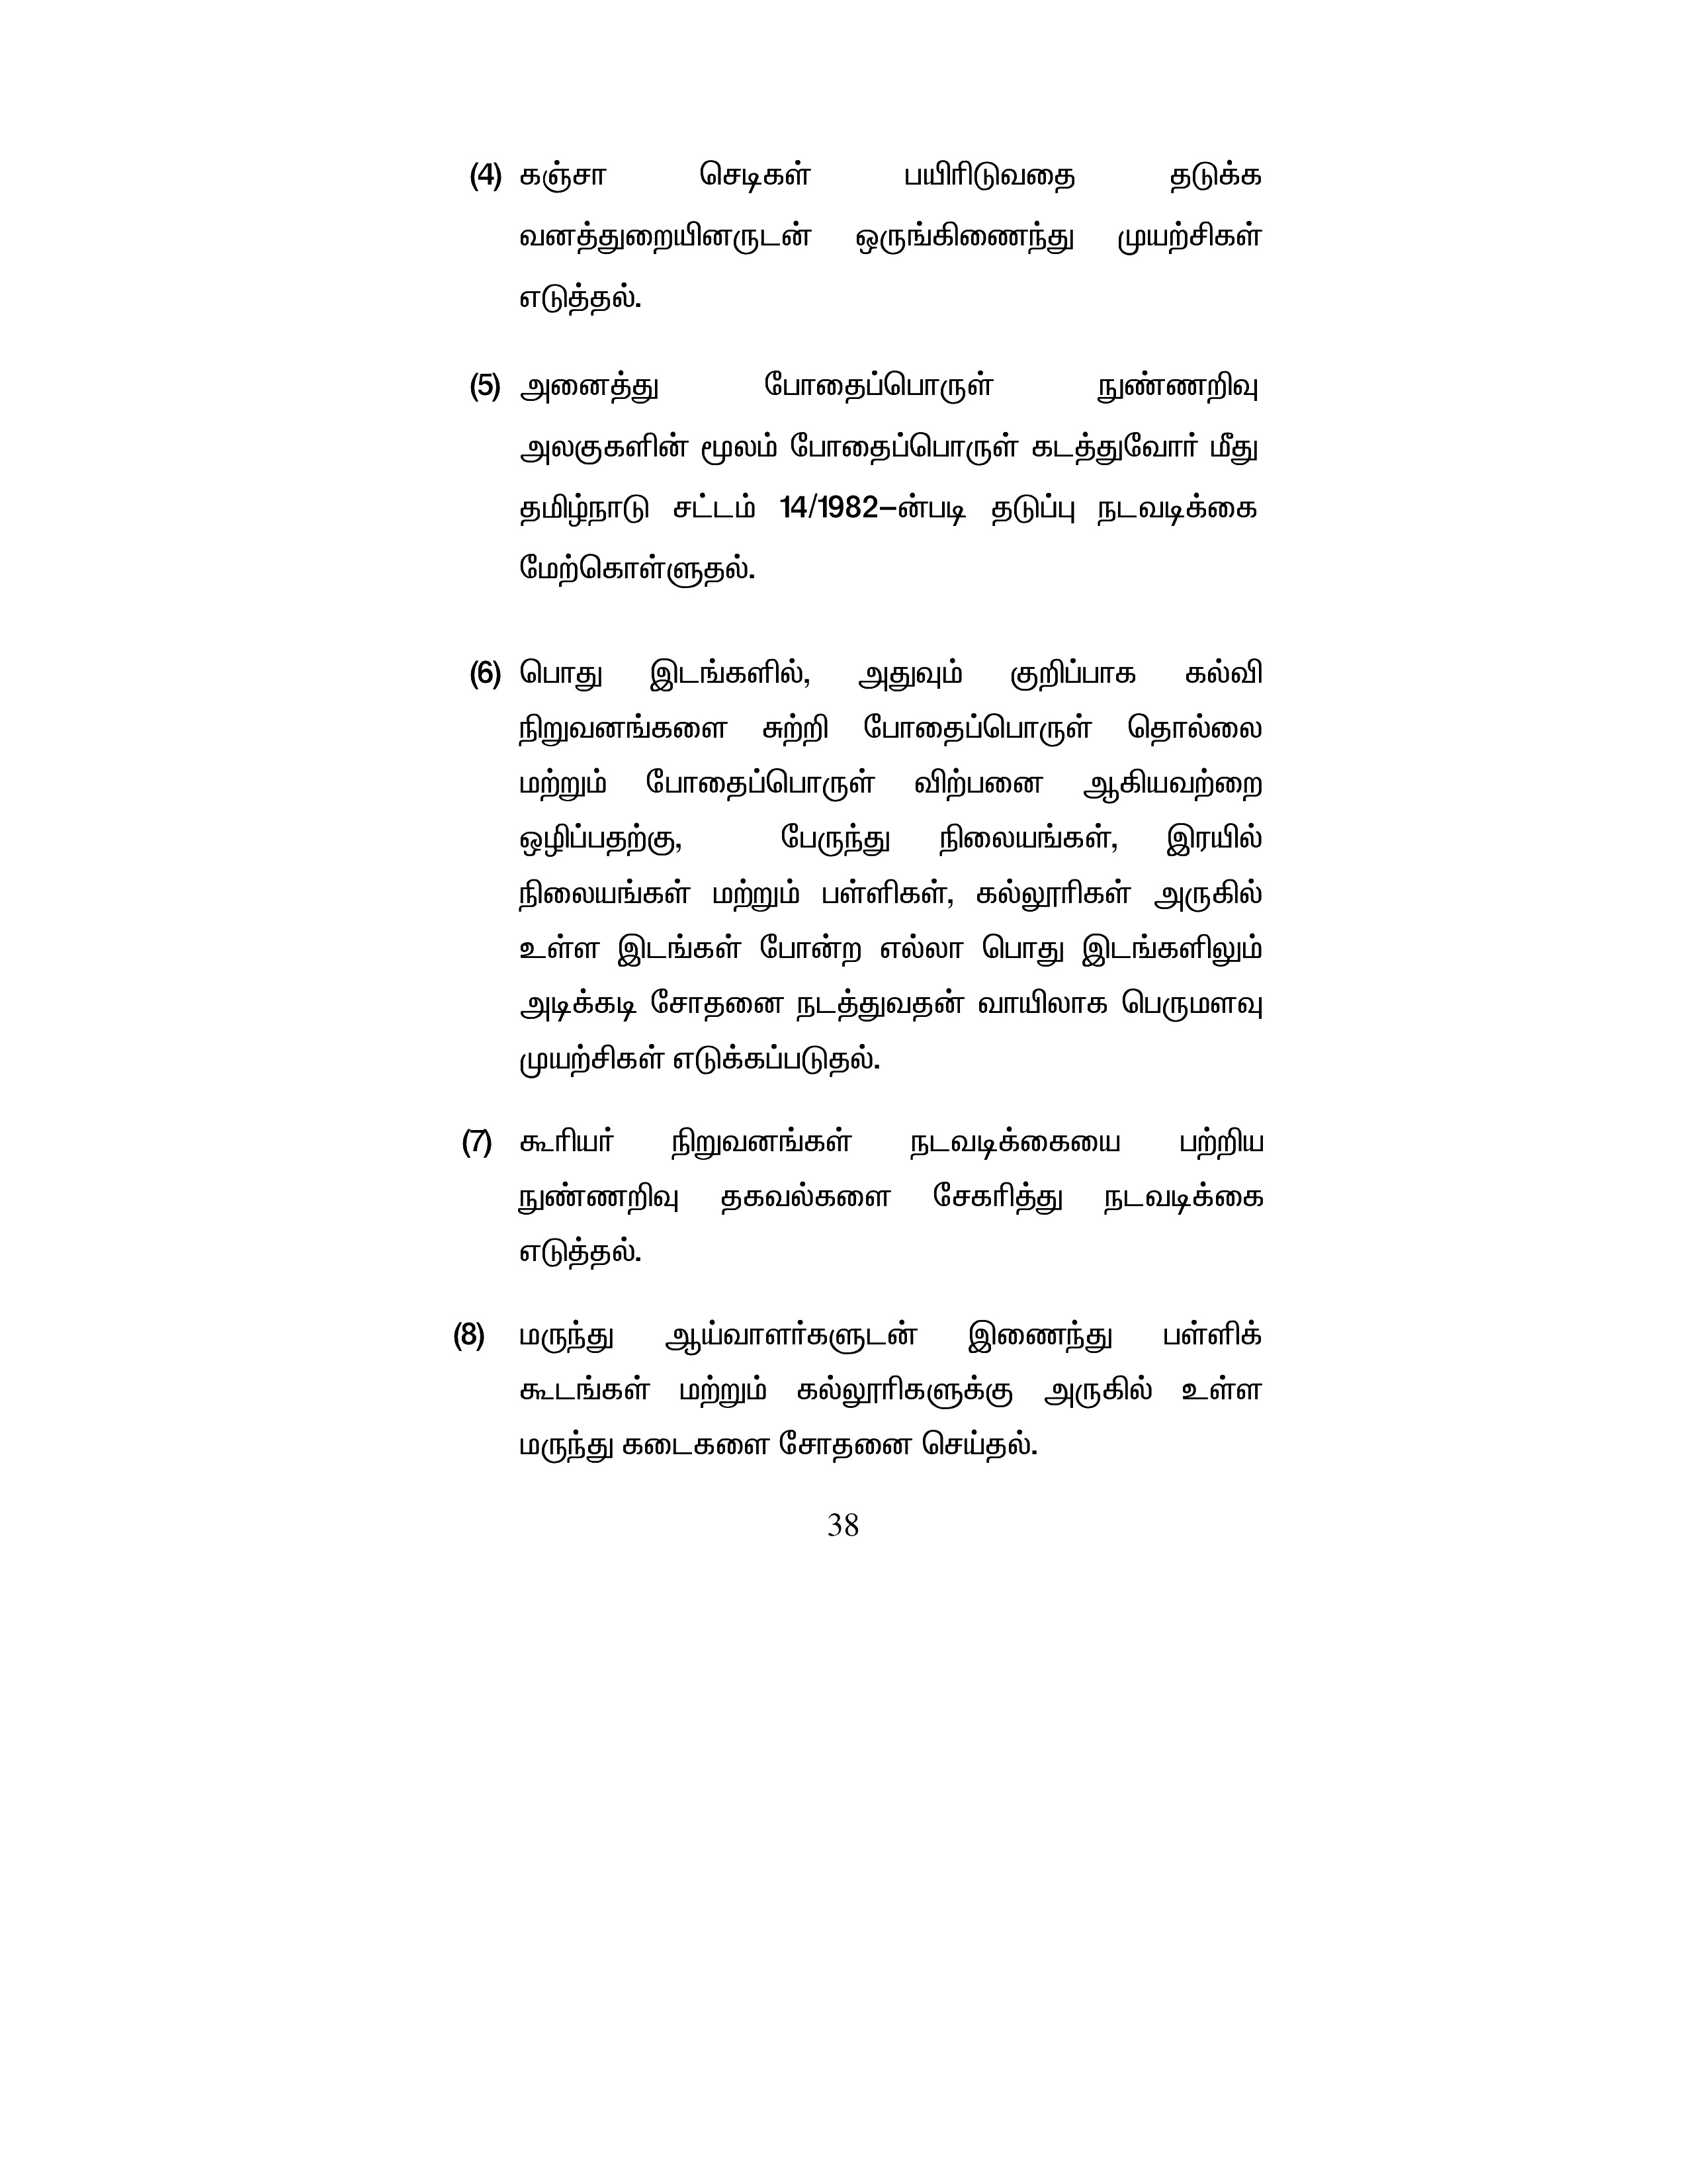 (4) கஞ்சா செடிகள் பயிரிடுவதை தடுக்க
வனத்துறையினருடன் ஒருங்கிணைந்து முயற்சிகள்
எடுத்தல்.
(5) அனைத்து போதைப்பொருள் நுண்ணறிவு
அலகுகளின் மூலம் போதைப்பொருள் கடத்துவோர் மீது
தமிழ்நாடு சட்டம் 14/1982–ன்படி தடுப்பு நடவடிக்கை
மேற்கொள்ளுதல்.
(6) பொது இடங்களில், அதுவும் குறிப்பாக கல்வி
நிறுவனங்களை சுற்றி போதைப்பொருள் தொல்லை
மற்றும் போதைப்பொருள் விற்பனை ஆகியவற்றை
ஒழிப்பதற்கு, பேருந்து நிலையங்கள், இரயில்
நிலையங்கள் மற்றும் பள்ளிகள், கல்லூரிகள் அருகில்
உள்ள இடங்கள் போன்ற எல்லா பொது இடங்களிலும்
அடிக்கடி சோதனை நடத்துவதன் வாயிலாக பெருமளவு
முயற்சிகள் எடுக்கப்படுதல்.
(7) கூரியர் நிறுவனங்கள் நடவடிக்கையை பற்றிய
நுண்ணறிவு தகவல்களை சேகரித்து நடவடிக்கை
எடுத்தல்.
(8) மருந்து ஆய்வாளர்களுடன் இணைந்து பள்ளிக்
கூடங்கள் மற்றும் கல்லூரிகளுக்கு அருகில் உள்ள
மருந்து கடைகளை சோதனை செய்தல்.
38